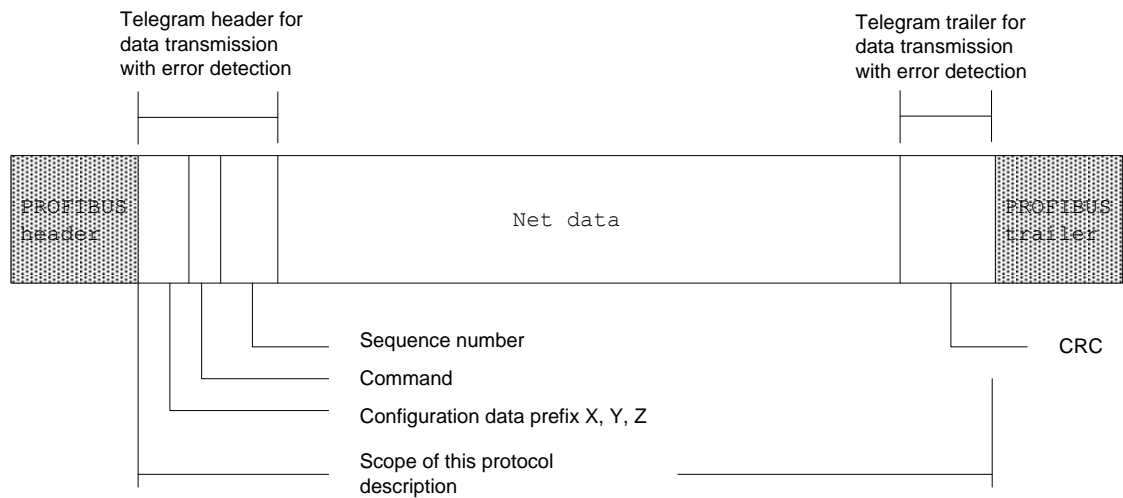 Telegram header for
data transmission
with error detection
Telegram trailer for
data transmission
with error detection
PROFIBUS
header
Net data
PROFIBUS
trailer
Sequence number
CRC
Command
Configuration data prefix X, Y, Z
Scope of this protocol
description